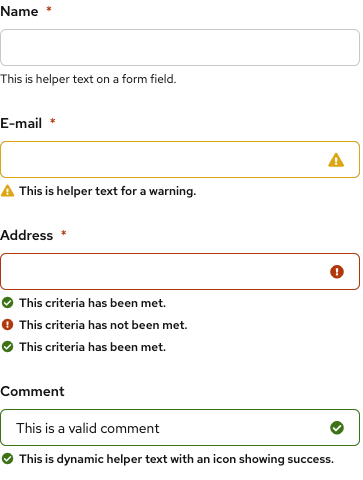 Name *
This is helper text on a form field.
E-mail *
This is helper text for a warning.
Address *
This criteria has been met.
This criteria has not been met.
This criteria has been met.
Comment
This is a valid comment
This is dynamic helper text with an icon showing success.